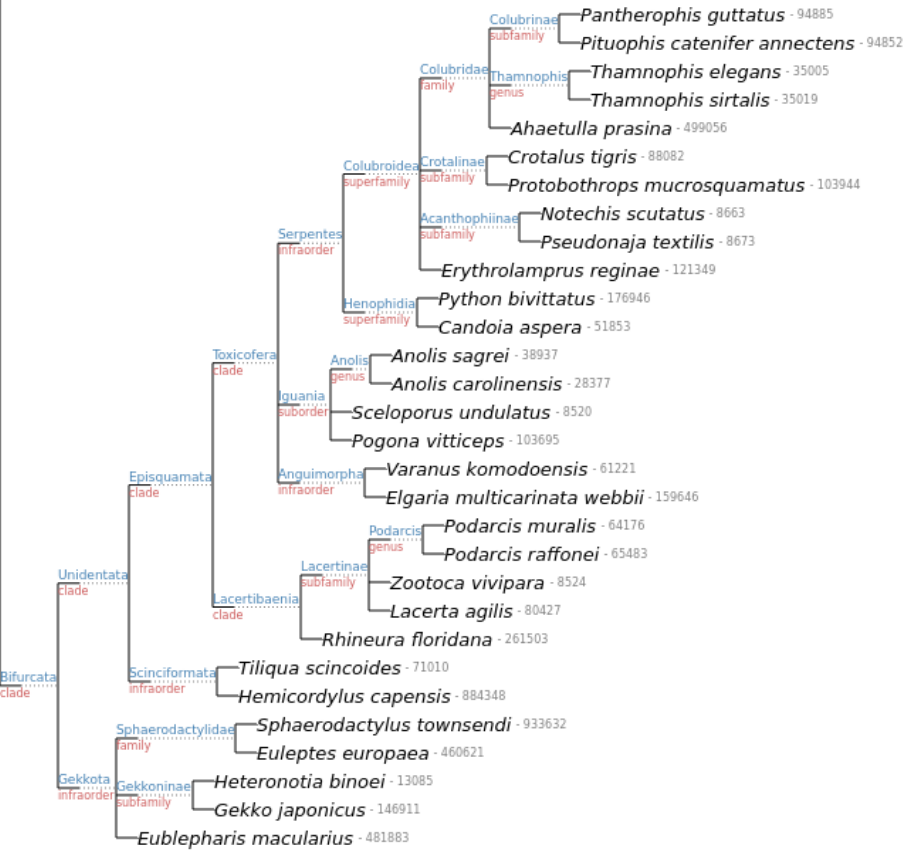 Colubrinae
subfamily
Pantherophis guttatus - 94885
Pituophis catenifer annectens - 94852
Colubridae
family
Thamnophis
genus
Thamnophis elegans - 35005
Thamnophis sirtalis - 35019
Ahaetulla prasina - 499056
Colubroidea
superfamily
Crotalinae
subfamily
Crotalus tigris - 88082
Protobothrops mucrosquamatus - 103944
Acanthophiinae
subfamily
Notechis scutatus - 8663
Pseudonaja textilis - 8673
Serpentes
infraorder
Erythrolamprus reginae - 121349
Henophidia
superfamily
Python bivittatus - 176946
Candoia aspera - 51853
Toxicofera
clade
Anolis
genus
Anolis sagrei - 38937
Anolis carolinensis - 28377
Iguania
suborder
Sceloporus undulatus - 8520
Pogona vitticeps - 103695
Episquamata
clade
Anguimorpha
infraorder
Varanus komodoensis - 61221
Elgaria multicarinata webbii - 159646
Podarcis
genus
Podarcis muralis - 64176
Podarcis raffonei - 65483
Unidentata
clade
Lacertinae
subfamily
Zootoca vivipara - 8524
Lacerta agilis - 80427
Lacertibaenia
clade
Rhineura floridana - 261503
Bifurcata
clade
Scinciformata
infraorder
Tiliqua scincoides - 71010
Hemicordylus capensis - 884348
Sphaerodactylidae
family
Sphaerodactylus townsendi - 933632
Euleptes europaea - 460621
Gekkota
infraorder
Gekkoninae
subfamily
Heteronotia binoei - 13085
Gekko japonicus - 146911
Eublepharis macularius - 481883